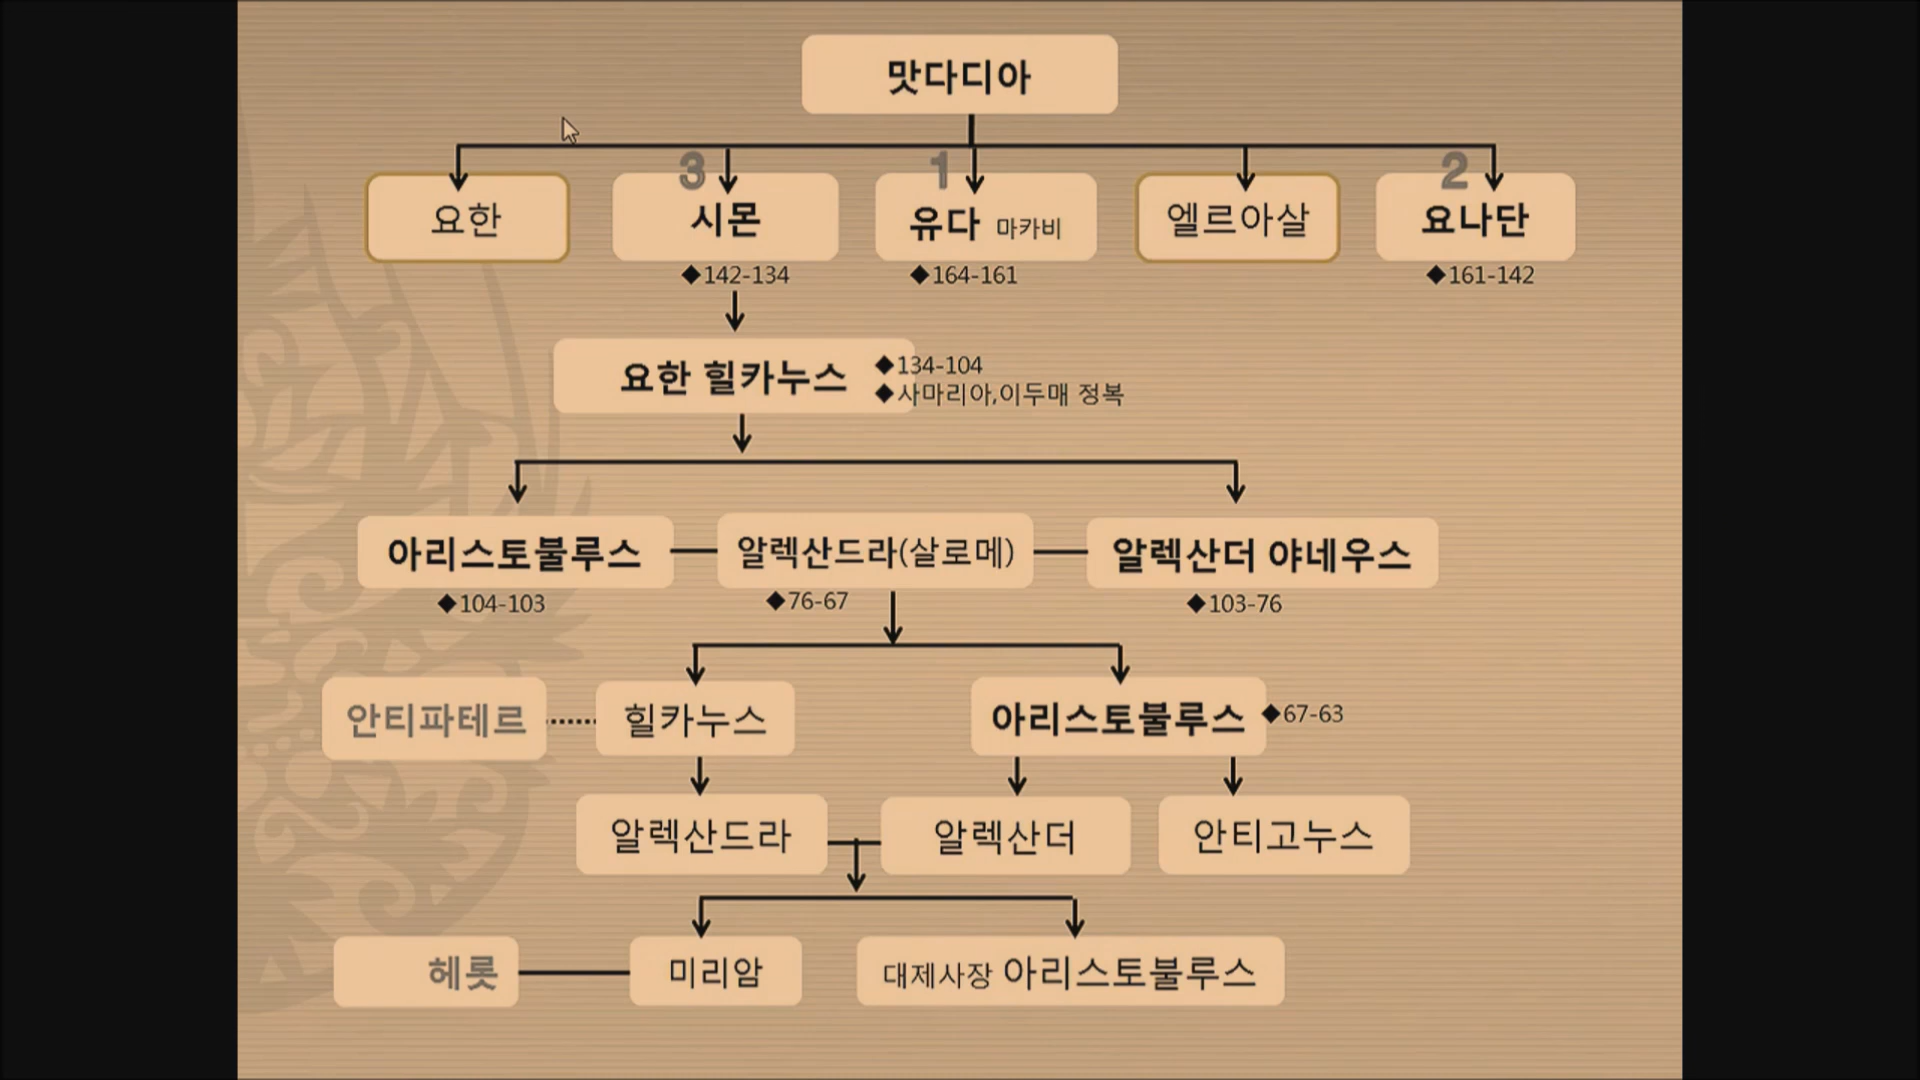 맛다디아
3
1
2
요한
시몬
유다 마카비
엘르아살
요나단
◆142-134
◆164-161
◆161-142
요한 힐카누스
◆134-104
◆사마리아,이두매 정복
아리스토불루스
알렉산드라(살로메)
알렉산더 야네우스
◆104-103
◆76-67
◆103-76
안티파테르
힐카누스
아리스토불루스
◆67-63
알렉산드라
알렉산더
안티고누스
헤롯
미리암
대제사장 아리스토불루스